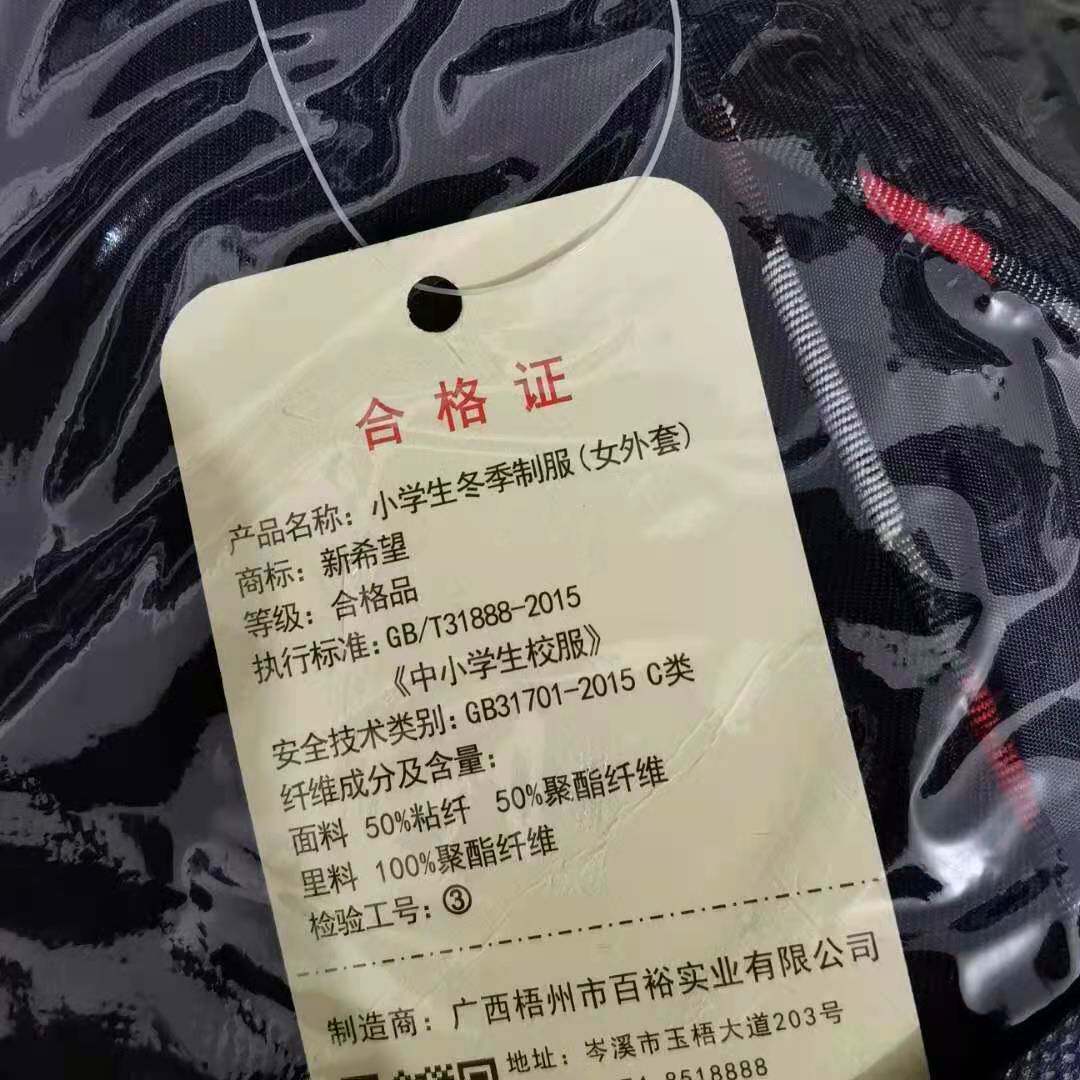 合格证
产品名称：小学生冬季制服(女外套)
商标：新希望
等级：合格品
执行标准：GB/T31888-2015
《中小学生校服》
安全技术类别：GB31701-2015 C类
纤维成分及含量：
面料 50%粘纤 50%聚酯纤维
里料 100%聚酯纤维
检验工号：③
制造商：广西梧州市百裕实业有限公司
地址：岑溪市玉梧大道203号
8518888